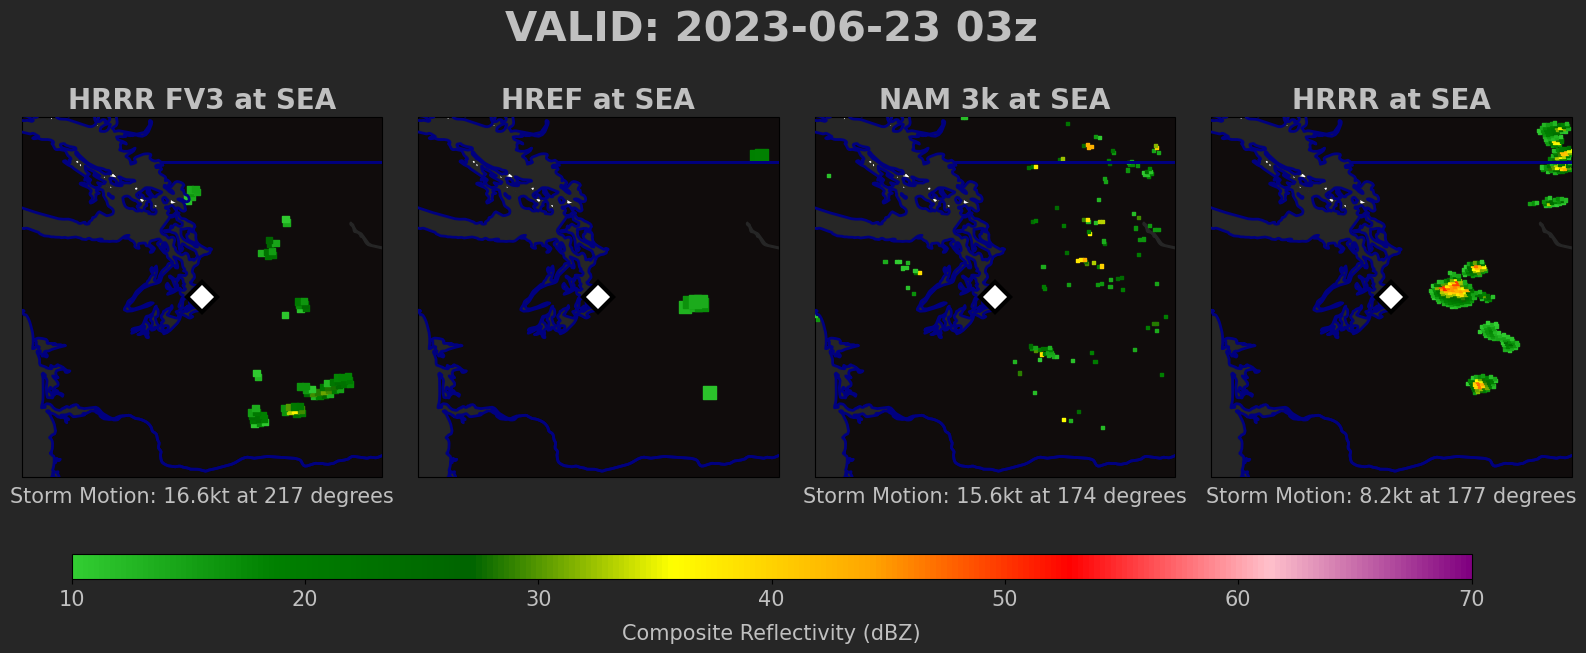 VALID: 2023-06-23 03z
HRRR FV3 at SEA
HREF at SEA
NAM 3k at SEA
HRRR at SEA
Storm Motion: 16.6kt at 217 degrees
Storm Motion: 15.6kt at 174 degrees
Storm Motion: 8.2kt at 177 degrees
10 20 30 40 50 60 70
Composite Reflectivity (dBZ)